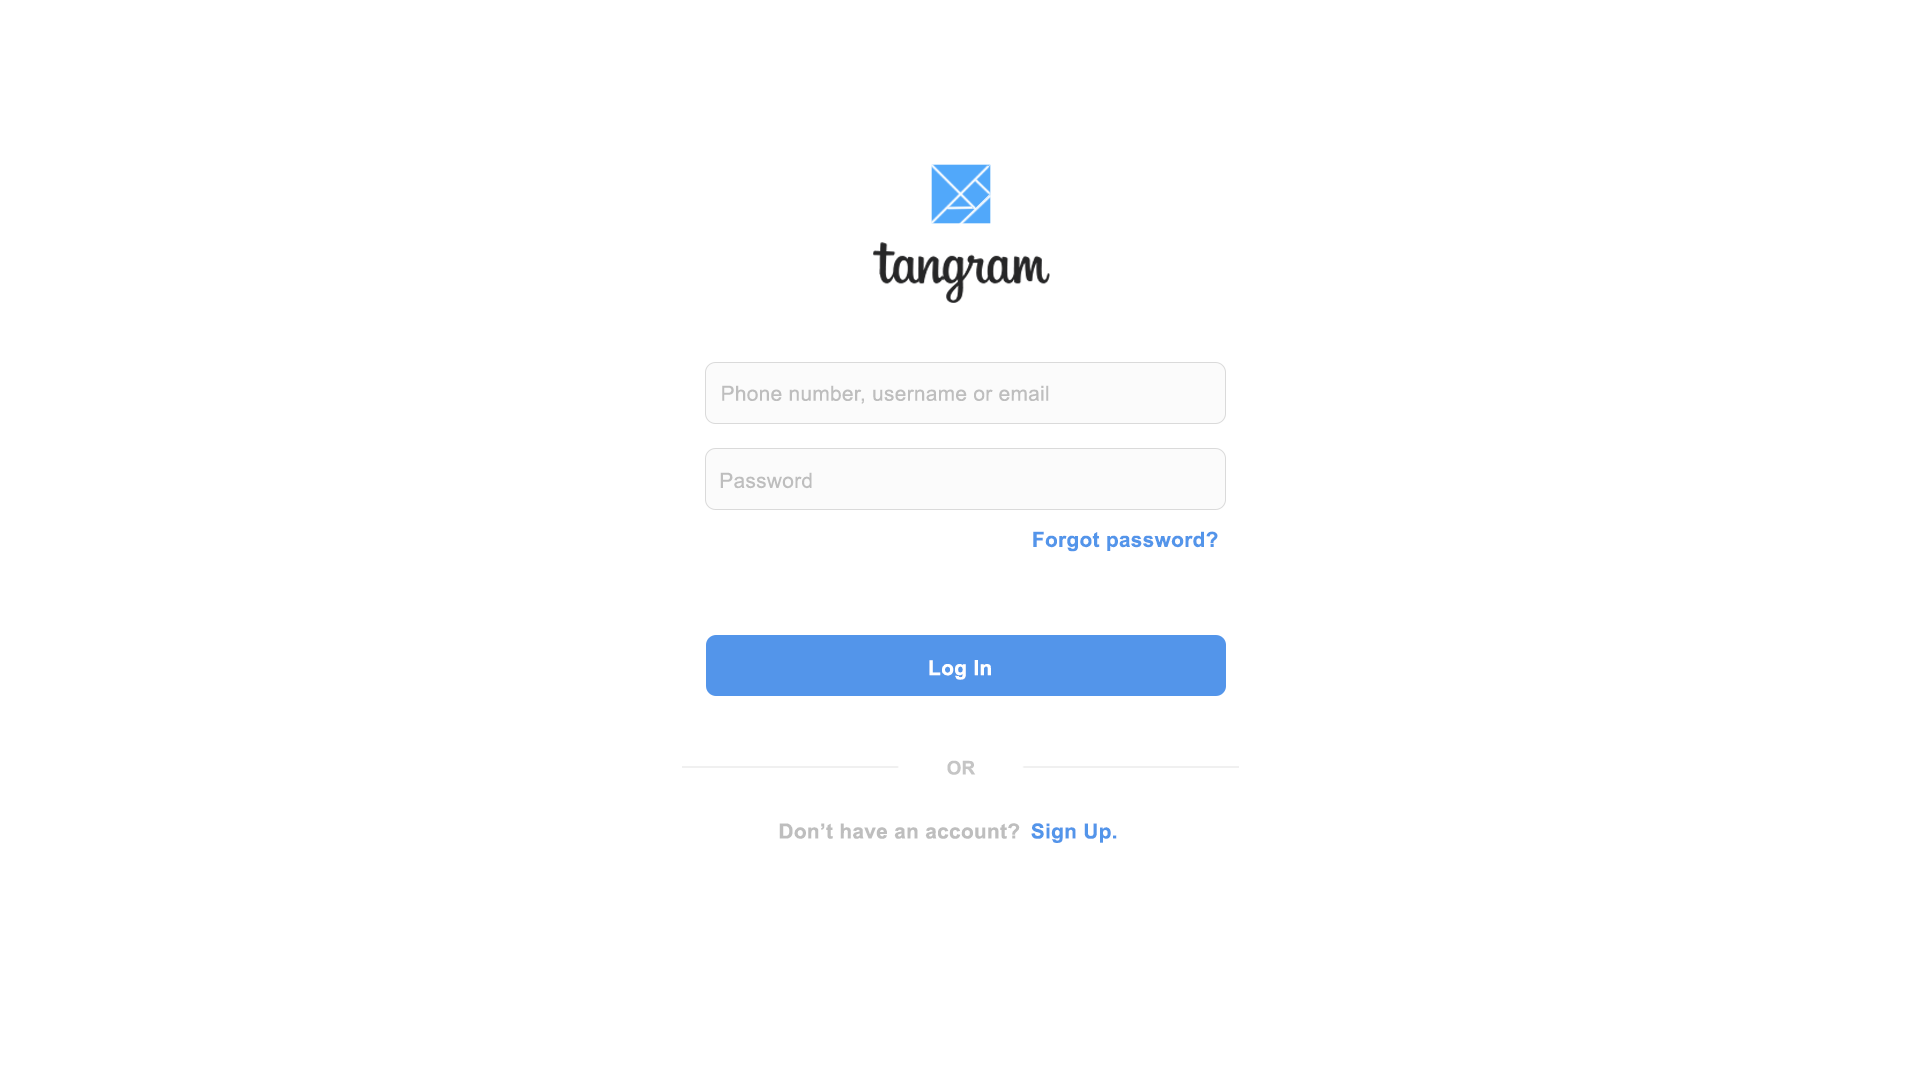 tangram
Phone number, username or email
Password
Forgot password?
Log In
OR
Don’t have an account? Sign Up.